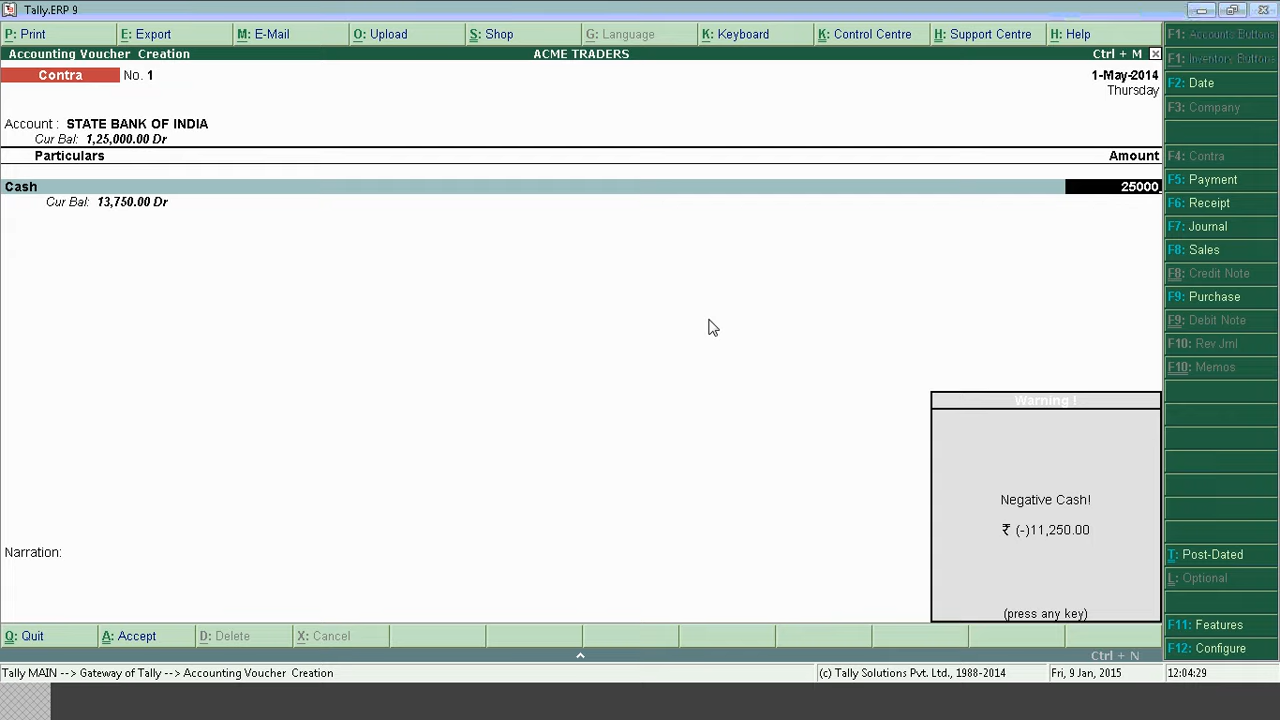 Tally.ERP 9
P: Print
E: Export
M: E-Mail
O: Upload
S: Shop
G: Language
K: Keyboard
K: Control Centre
H: Support Centre
H: Help
F1: Accounts Buttons
Accounting Voucher Creation
ACME TRADERS
Ctrl + M
F1: Inventory Buttons
Contra No. 1
1-May-2014
Thursday
F2: Date
F3: Company
Account : STATE BANK OF INDIA
Cur Bal: 1,25,000.00 Dr
Particulars
Amount
F4: Contra
Cash
25000
F5: Payment
Cur Bal: 13,750.00 Dr
F6: Receipt
F7: Journal
F8: Sales
F8: Credit Note
F9: Purchase
F9: Debit Note
F10: Rev Jrnl
F10: Memos
Warning !
Negative Cash!
₹ (-)11,250.00
(press any key)
Narration:
T: Post-Dated
L: Optional
F11: Features
F12: Configure
Q: Quit
A: Accept
D: Delete
X: Cancel
Ctrl + N
Tally MAIN --> Gateway of Tally --> Accounting Voucher Creation
(c) Tally Solutions Pvt. Ltd., 1988-2014
Fri, 9 Jan, 2015
12:04:29